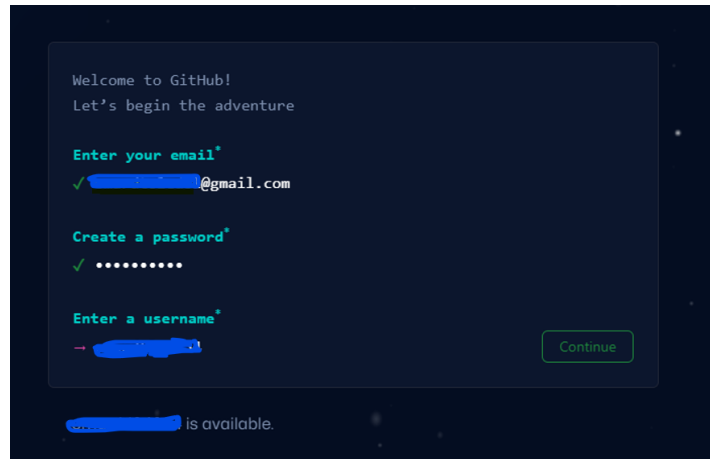 Welcome to GitHub!
Let’s begin the adventure
Enter your email*
✓ @gmail.com
Create a password*
✓ ••••••••••
Enter a username*
→
Continue
is available.